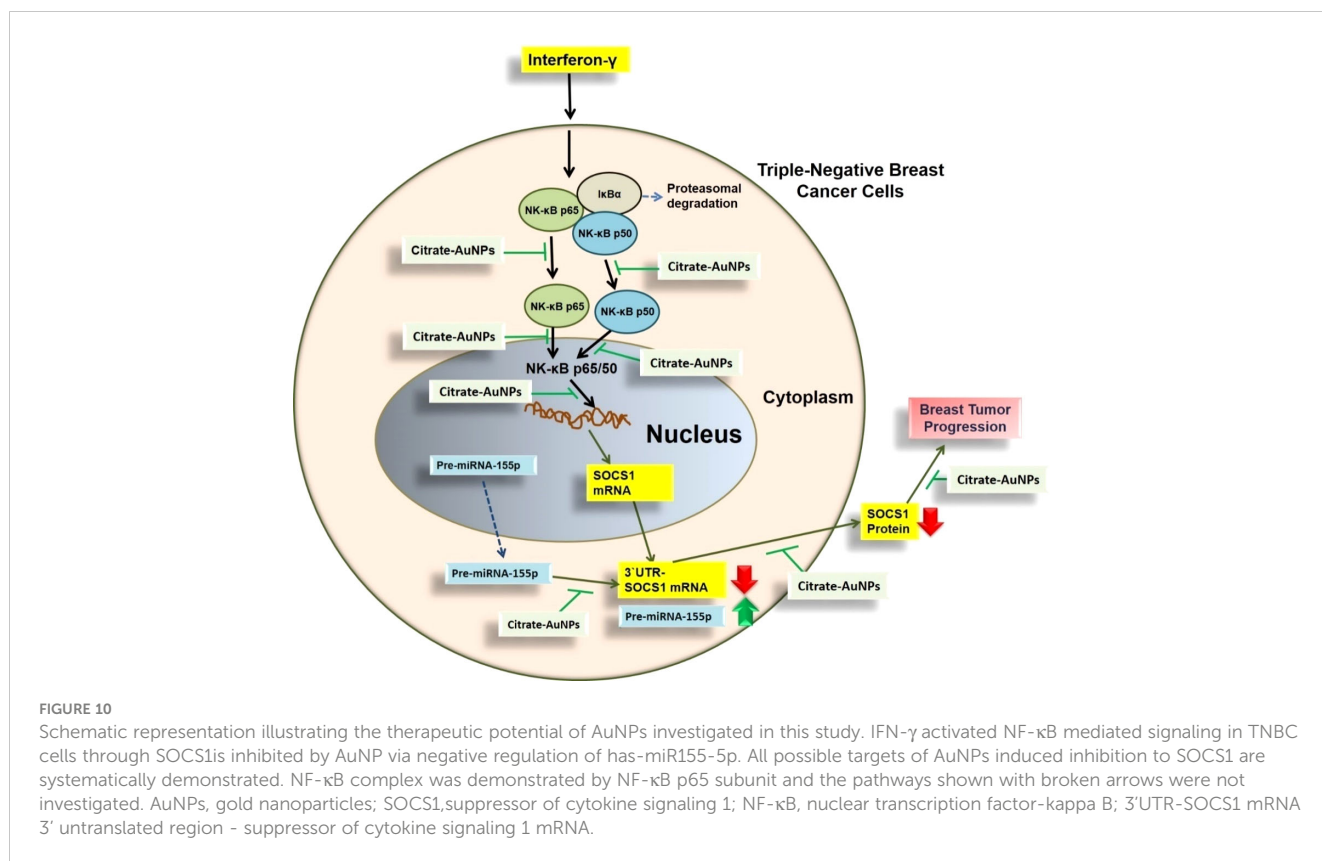 Interferon-γ
Triple-Negative Breast
Cancer Cells
IκBα
Proteasomal
degradation
NK-κB p65
NK-κB p50
Citrate-AuNPs
Citrate-AuNPs
NK-κB p65
NK-κB p50
Citrate-AuNPs
Citrate-AuNPs
NK-κB p65/50
Citrate-AuNPs
Cytoplasm
Breast Tumor
Progression
Nucleus
Pre-miRNA-155p
SOCS1
mRNA
Citrate-AuNPs
SOCS1
Protein
Pre-miRNA-155p
3`UTR-
SOCS1 mRNA
Citrate-AuNPs
Citrate-AuNPs
Pre-miRNA-155p
FIGURE 10
Schematic representation illustrating the therapeutic potential of AuNPs investigated in this study. IFN-γ activated NF-κB mediated signaling in TNBC
cells through SOCS1is inhibited by AuNP via negative regulation of has-miR155-5p. All possible targets of AuNPs induced inhibition to SOCS1 are
systematically demonstrated. NF-κB complex was demonstrated by NF-κB p65 subunit and the pathways shown with broken arrows were not
investigated. AuNPs, gold nanoparticles; SOCS1,suppressor of cytokine signaling 1; NF-κB, nuclear transcription factor-kappa B; 3’UTR-SOCS1 mRNA
3’ untranslated region - suppressor of cytokine signaling 1 mRNA.